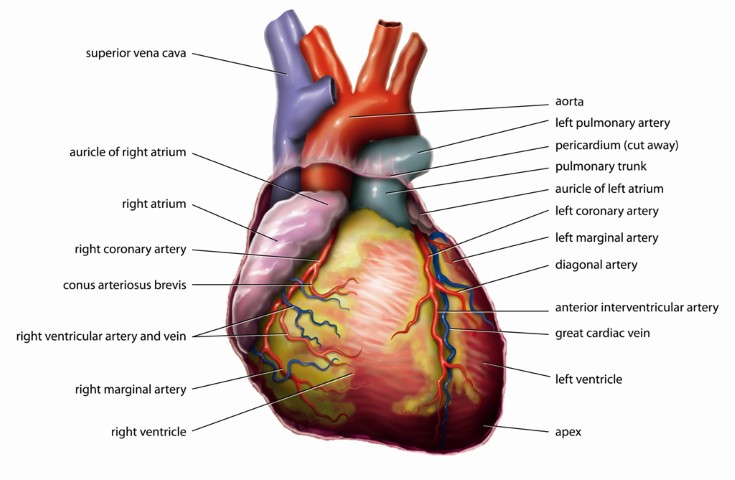 superior vena cava
auricle of right atrium
right atrium
right coronary artery
conus arteriosus brevis
right ventricular artery and vein
right marginal artery
right ventricle
aorta
left pulmonary artery
pericardium (cut away)
pulmonary trunk
auricle of left atrium
left coronary artery
left marginal artery
diagonal artery
anterior interventricular artery
great cardiac vein
left ventricle
apex